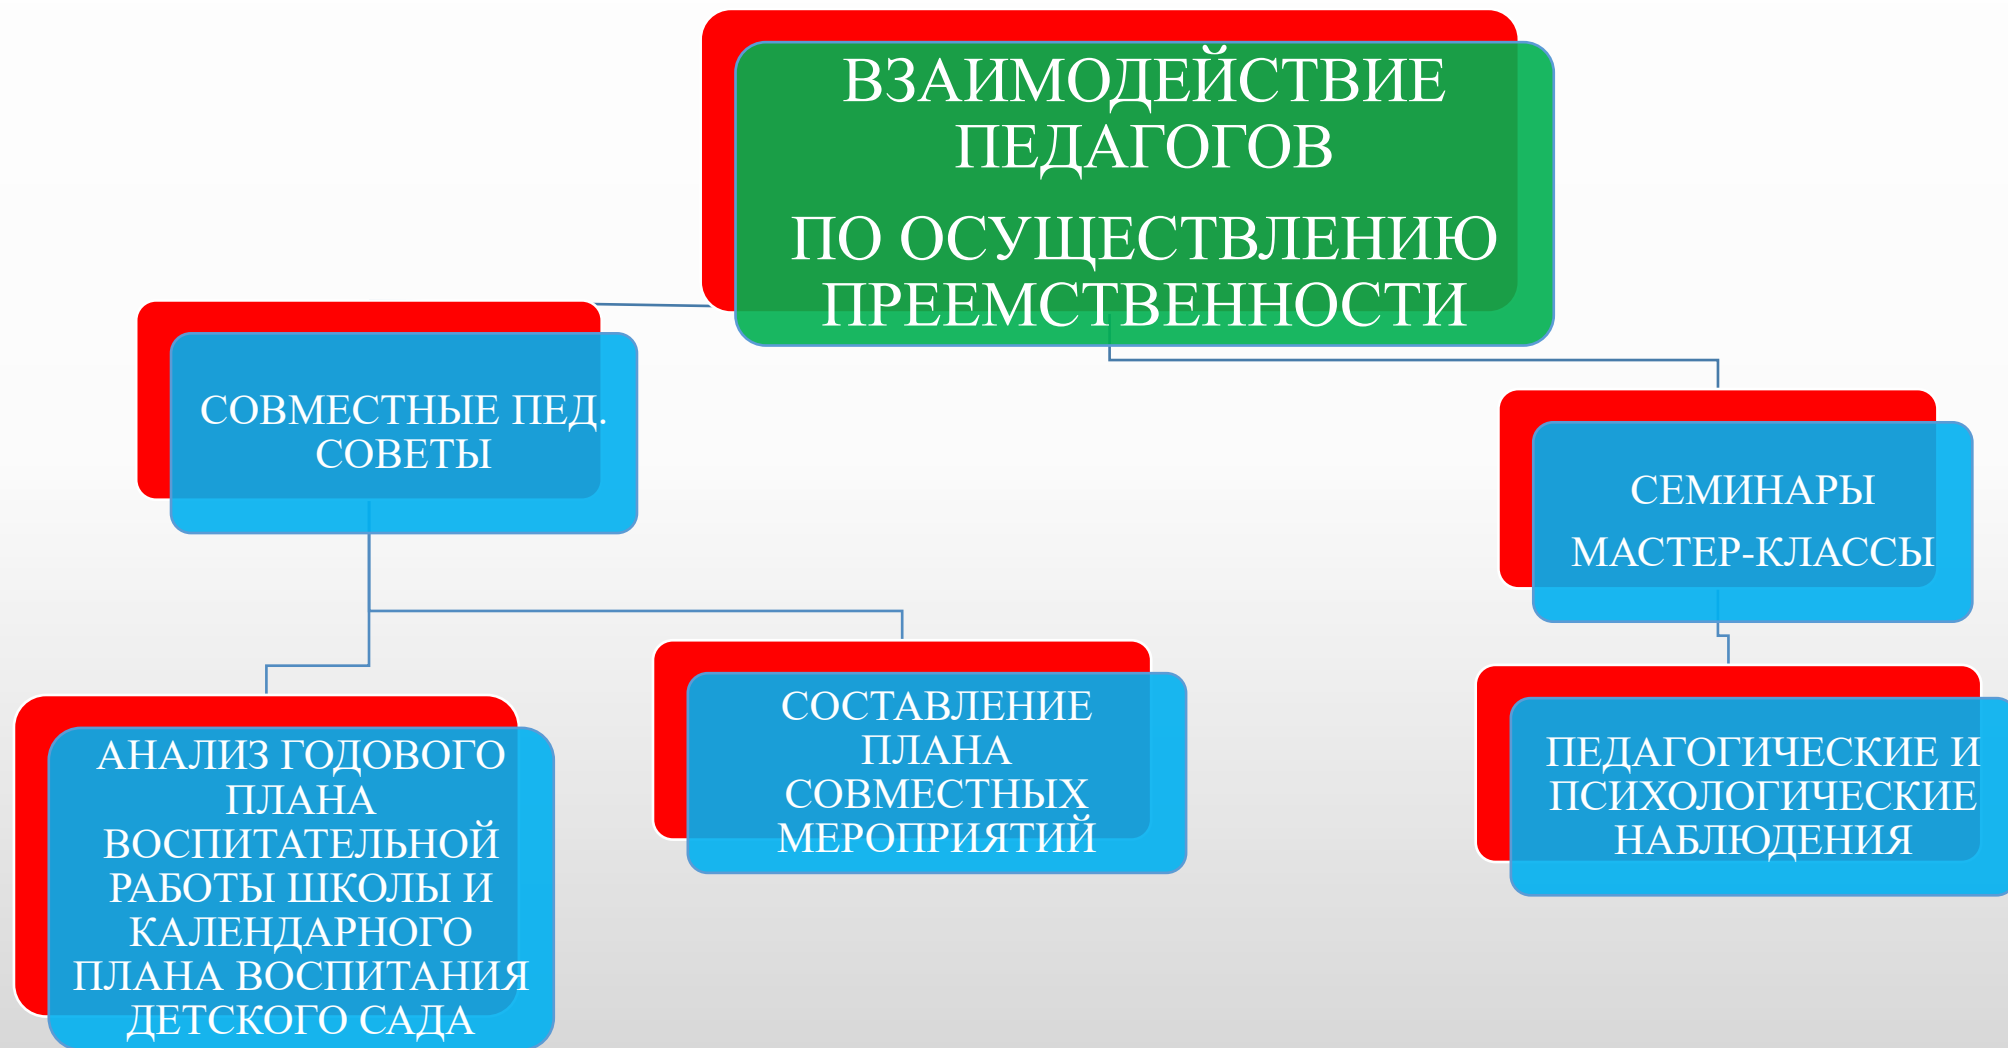 ВЗАИМОДЕЙСТВИЕ
ПЕДАГОГОВ
ПО ОСУЩЕСТВЛЕНИЮ
ПРЕЕМСТВЕННОСТИ
СОВМЕСТНЫЕ ПЕД.
СОВЕТЫ
СЕМИНАРЫ
МАСТЕР-КЛАССЫ
АНАЛИЗ ГОДОВОГО
ПЛАНА
ВОСПИТАТЕЛЬНОЙ
РАБОТЫ ШКОЛЫ И
КАЛЕНДАРНОГО
ПЛАНА ВОСПИТАНИЯ
ДЕТСКОГО САДА
СОСТАВЛЕНИЕ
ПЛАНА
СОВМЕСТНЫХ
МЕРОПРИЯТИЙ
ПЕДАГОГИЧЕСКИЕ И
ПСИХОЛОГИЧЕСКИЕ
НАБЛЮДЕНИЯ